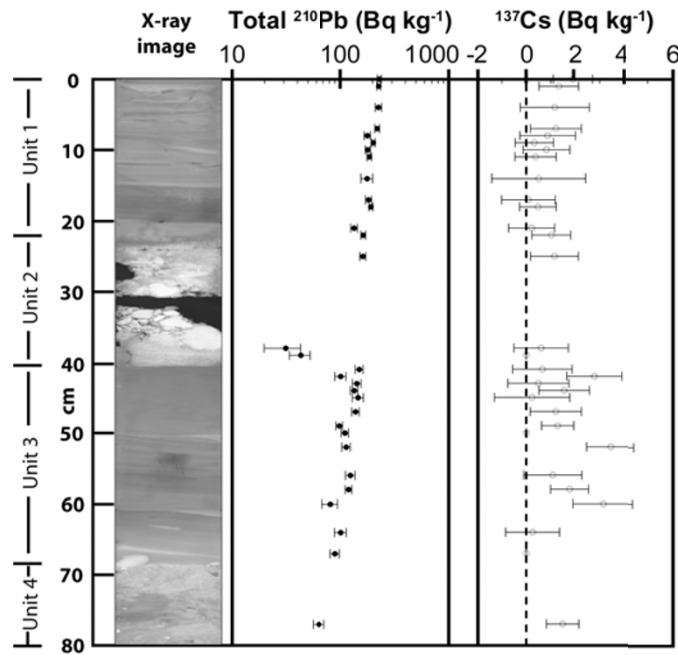 X-ray image
Total ²¹⁰Pb (Bq kg⁻¹)
¹³⁷Cs (Bq kg⁻¹)
10 100 1000
-2 0 2 4 6
0
10
20
30
40
cm
50
60
70
80
Unit 1
Unit 2
Unit 3
Unit 4